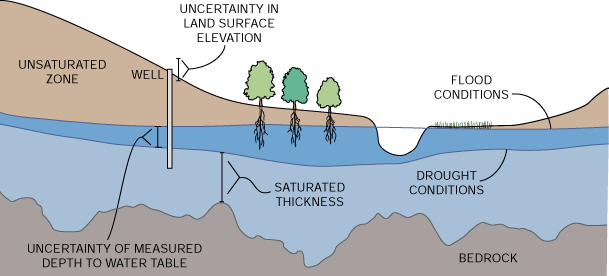 UNCERTAINTY IN
LAND SURFACE
ELEVATION
UNSATURATED
ZONE
WELL
FLOOD
CONDITIONS
DROUGHT
CONDITIONS
SATURATED
THICKNESS
UNCERTAINTY OF MEASURED
DEPTH TO WATER TABLE
BEDROCK